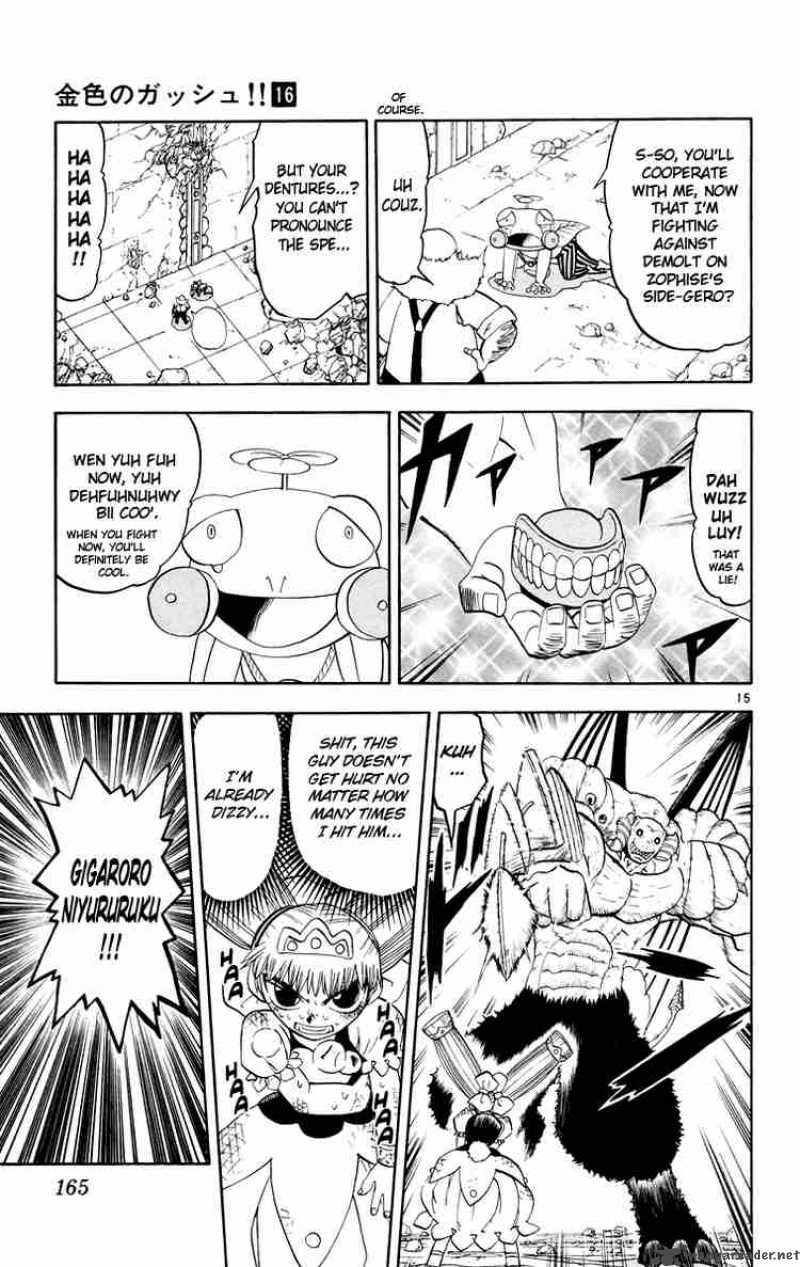 金色のガッシュ!! 16
S-SO, YOU'LL
COOPERATE
WITH ME, NOW
THAT I'M
FIGHTING
AGAINST
DEMOLT ON
ZOPHISE'S
SIDE-GERO?
OF
COURSE.
UH
COUZ.
BUT YOUR
DENTURES...?
YOU CAN'T
PRONOUNCE
THE SPE...
HA
HA
HA
HA
HA
!!
DAH
WUZZ
UH
LUY!
THAT
WAS A
LIE!
カ
パ
ァ
WEN YUH FUH
NOW, YUH
DEHFUHNUHWY
BII COO'.
WHEN YOU FIGHT
NOW, YOU'LL
DEFINITELY BE
COOL.
15
KUH
...
SHIT, THIS
GUY DOESN'T
GET HURT NO
MATTER HOW
MANY TIMES
I HIT HIM...
I'M
ALREADY
DIZZY...
HAA
HAA
HAA
HAA
HAA
GIGARORO
NIYURURUKU
!!!
165